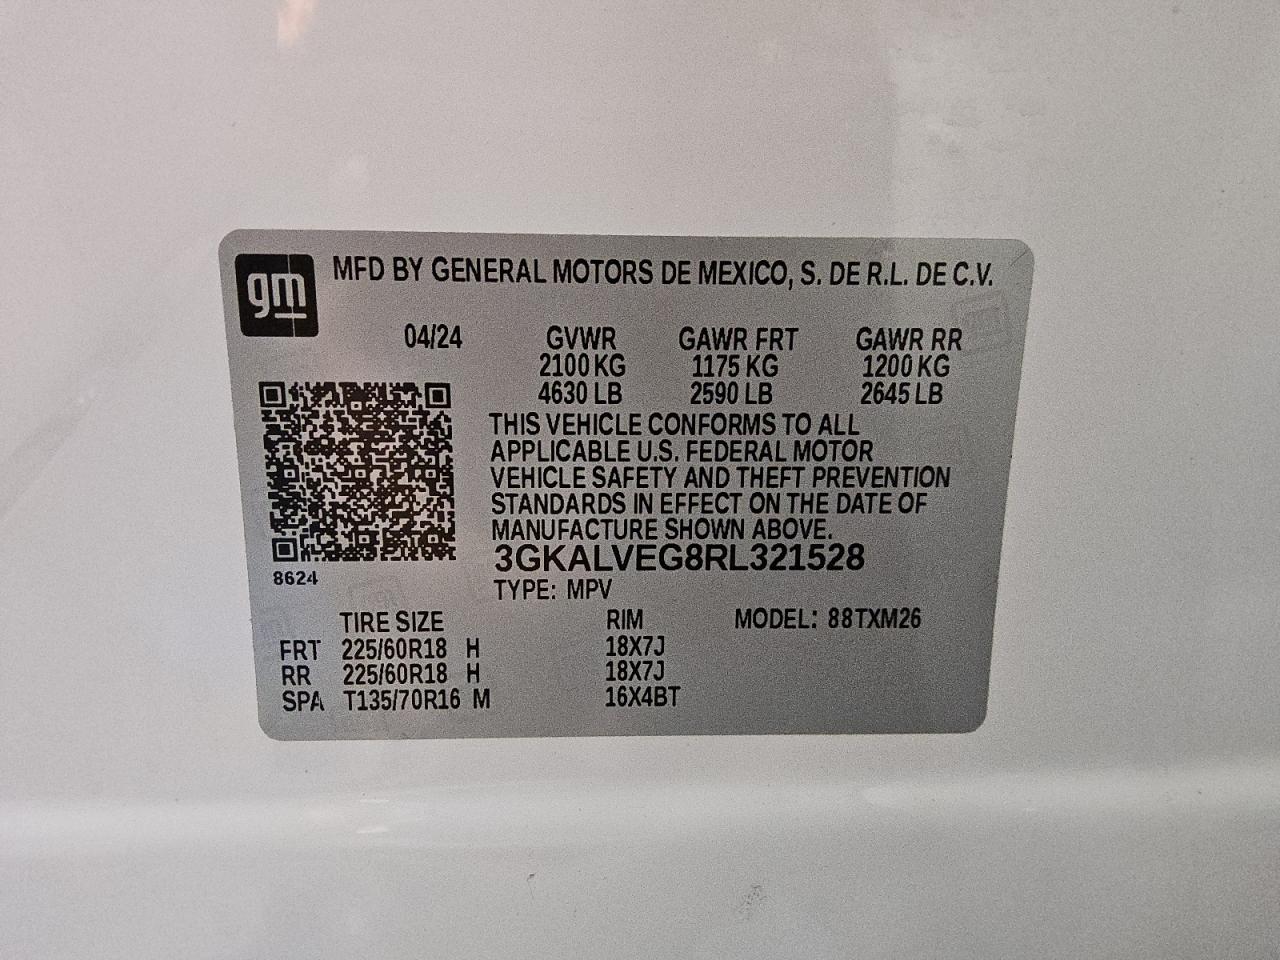 gm MFD BY GENERAL MOTORS DE MEXICO, S. DE R.L. DE C.V.
04/24 GVWR GAWR FRT GAWR RR
2100 KG 1175 KG 1200 KG
4630 LB 2590 LB 2645 LB
THIS VEHICLE CONFORMS TO ALL
APPLICABLE U.S. FEDERAL MOTOR
VEHICLE SAFETY AND THEFT PREVENTION
STANDARDS IN EFFECT ON THE DATE OF
MANUFACTURE SHOWN ABOVE.
3GKALVEG8RL321528
8624
TYPE: MPV
TIRE SIZE RIM MODEL: 88TXM26
FRT 225/60R18 H 18X7J
RR 225/60R18 H 18X7J
SPA T135/70R16 M 16X4BT